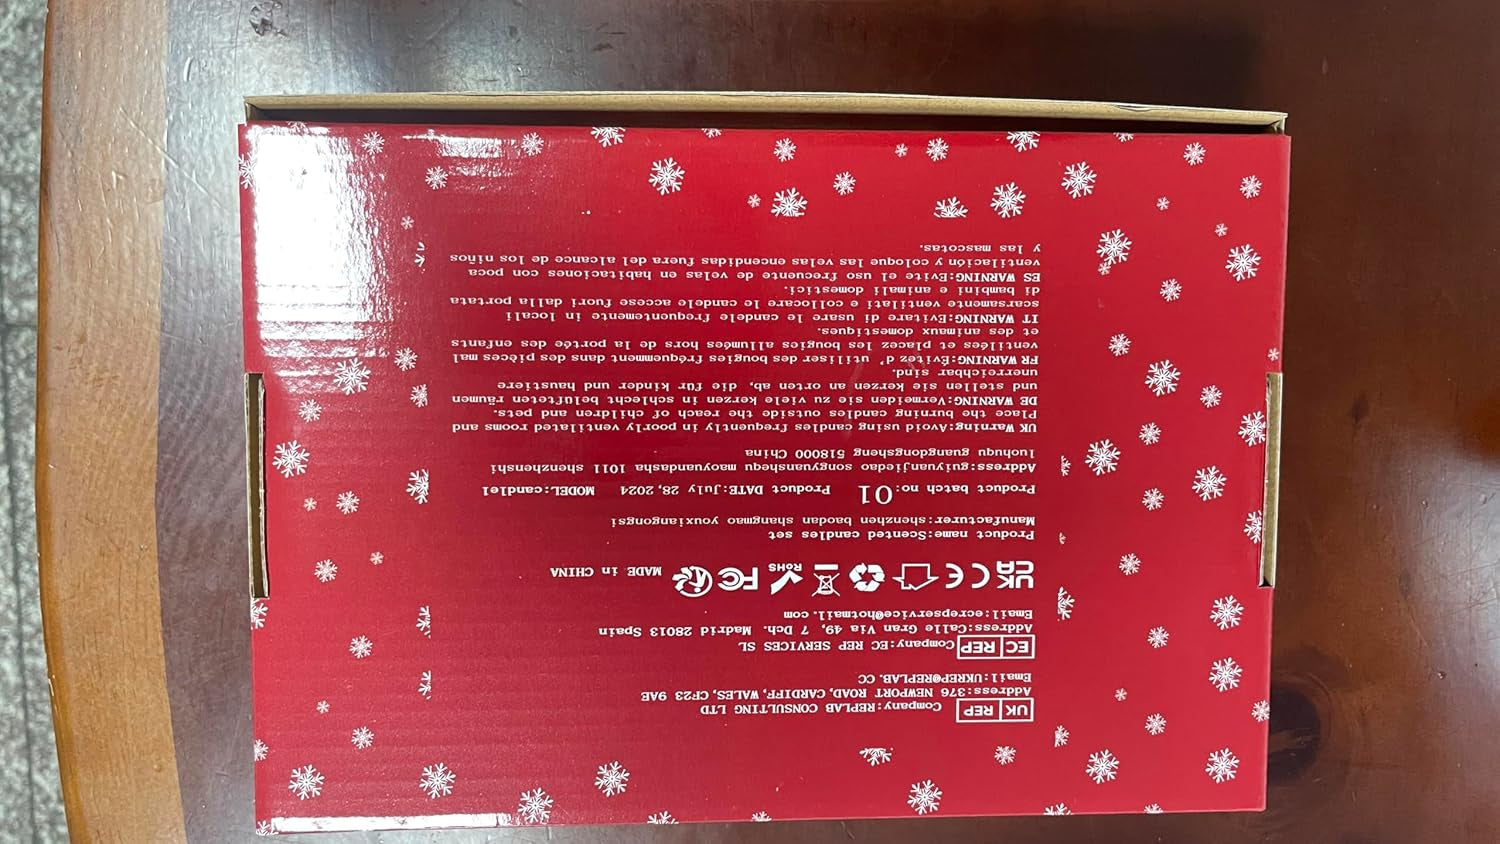 UK REP Company:REPLAB CONSULTING LTD
Address:376 NEWPORT ROAD, CARDIFF, WALES, CF23 9AE
Email:UKREP@REPLAB.CC
EC REP Company:EC REP SERVICES SL
Address:Calle Gran Via 49, 7 Dch. Madrid 28013 Spain
Email:ecrepservice@hotmail.com
UK CA CE RoHS FC MADE in CHINA
Product name:Scented candles set
Manufacturer:shenzhen baodan shangmao youxiangongsi
Product batch no:01 Product DATE:july 28, 2024 MODEL:candle1
Address:guiyuanjiedao songyuanshequ maoyuandasha 1011 shenzhenshi
luohuqu guangdongsheng 518000 China
UK Warning:Avoid using candles frequently in poorly ventilated rooms and
Place the burning candles outside the reach of children and pets.
DE WARNING:Vermeiden sie zu viele kerzen in schlecht belüfteten räumen
und stellen sie kerzen an orten ab, die für kinder und haustiere
unerreichbar sind.
FR WARNING:Évitez d' utiliser des bougies fréquemment dans des pièces mal
ventilées et placez les bougies allumées hors de la portée des enfants
et des animaux domestiques.
IT WARNING:Evitare di usare le candele frequentemente in locali
scarsamente ventilati e collocare le candele accese fuori dalla portata
di bambini e animali domestici.
ES WARNING:Evite el uso frecuente de velas en habitaciones con poca
ventilación y coloque las velas encendidas fuera del alcance de los niños
y las mascotas.